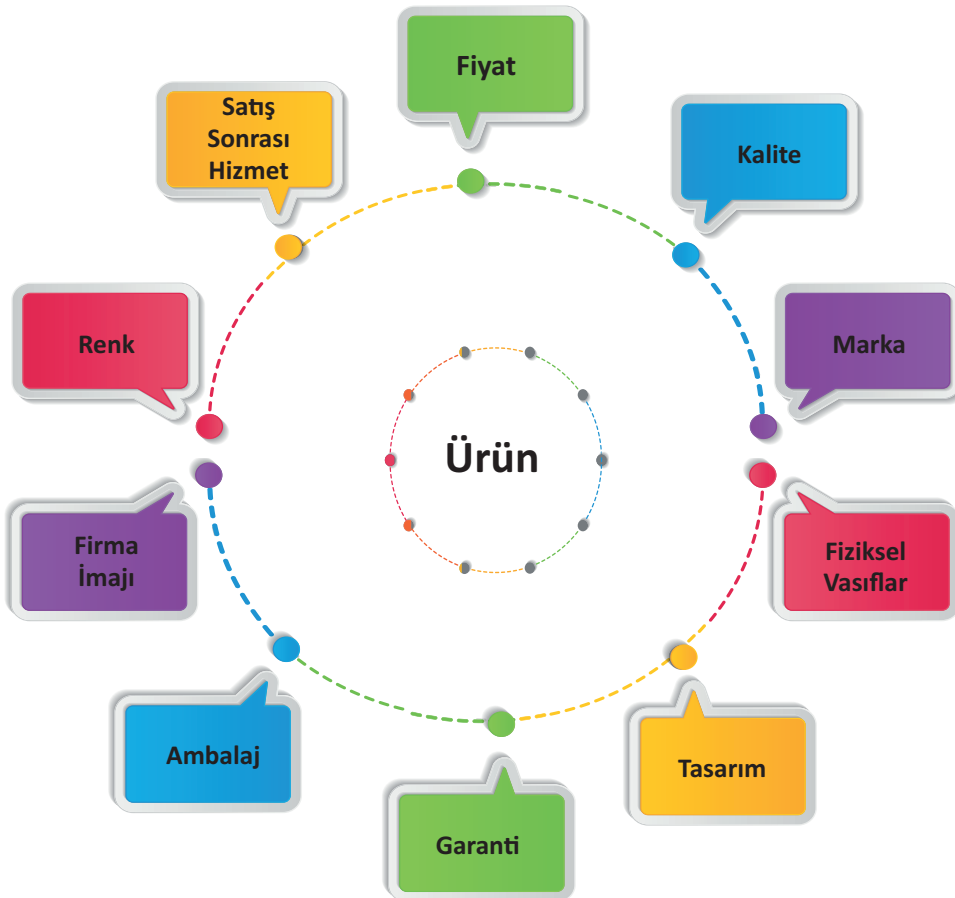 Fiyat
Satış
Sonrası
Hizmet
Kalite
Renk
Marka
Ürün
Firma
İmajı
Fiziksel
Vasıflar
Ambalaj
Tasarım
Garanti